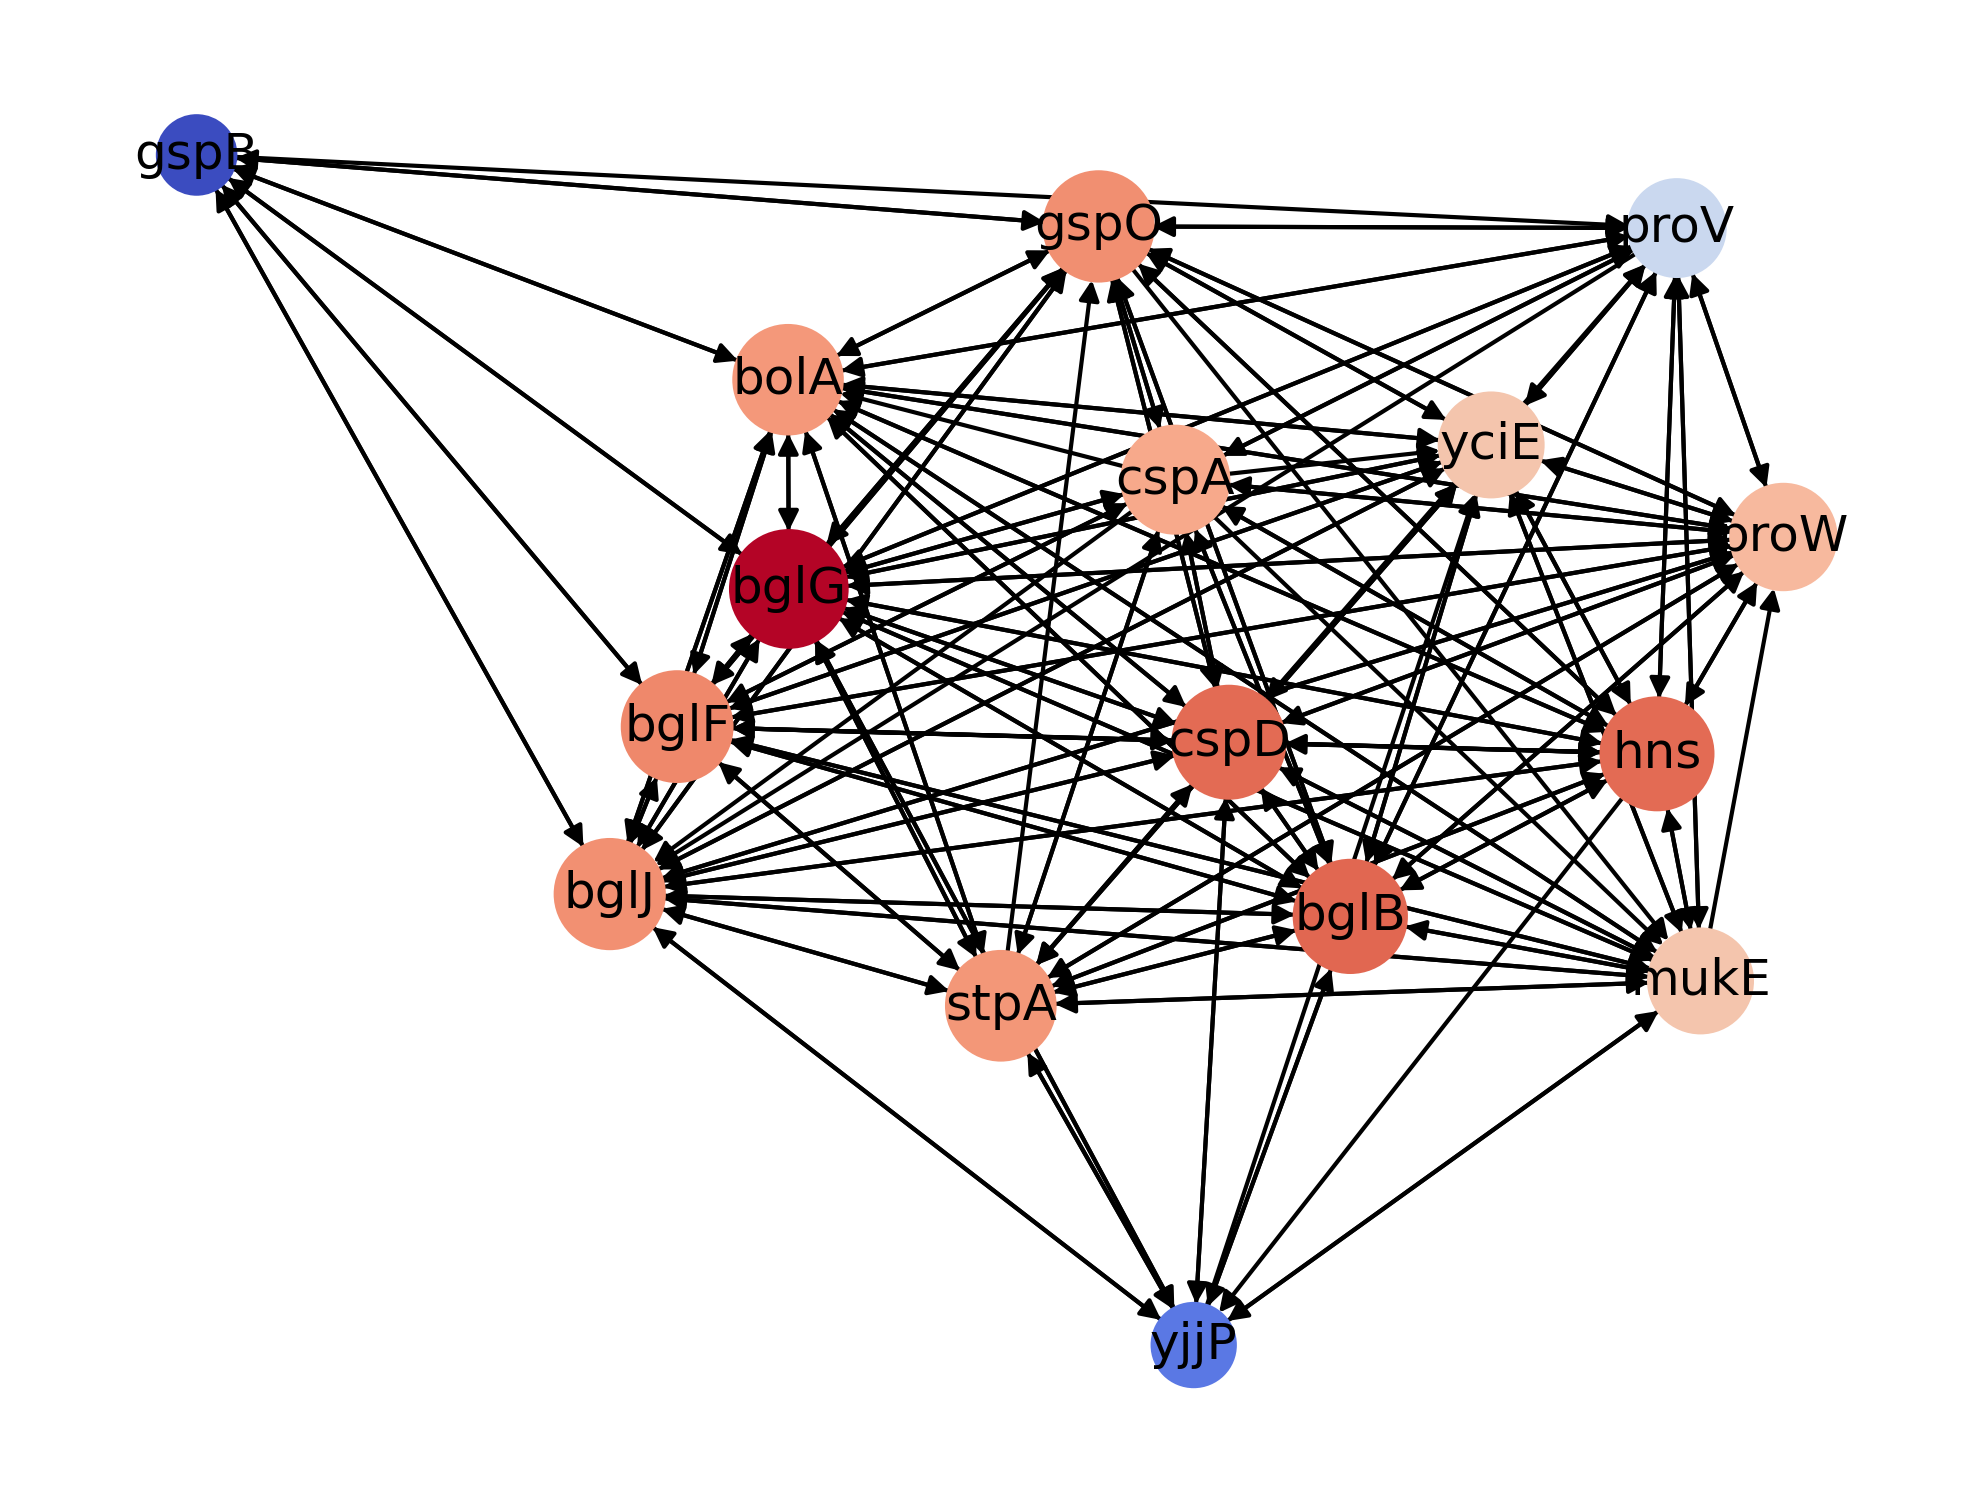 gspB
gspO
proV
bolA
yciE
cspA
proW
bglG
bglF
cspD
hns
bglJ
bglB
mukE
stpA
yjjP